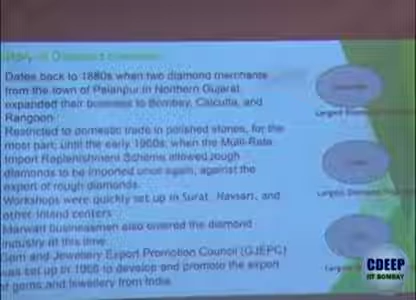 Dates back to 1880s when two diamond merchants
from the town of Palanpur in Northern Gujarat
expanded their business to Bombay, Calcutta, and
Rangoon
Restricted to domestic trade in polished stones, for the
most part, until the early 1960s, when the Multi-Rate
Import Replenishment Scheme allowed rough
diamonds to be imported once again, against the
export of rough diamonds.
Workshops were quickly set up in Surat, Navsari, and
other inland centers
Marwari businessmen also entered the diamond
industry at this time
Gem and Jewellery Export Promotion Council (GJEPC)
was set up in 1966 to develop and promote the export
of gems and jewellery from India
Largest
Largest
CDEEP
IIT BOMBAY